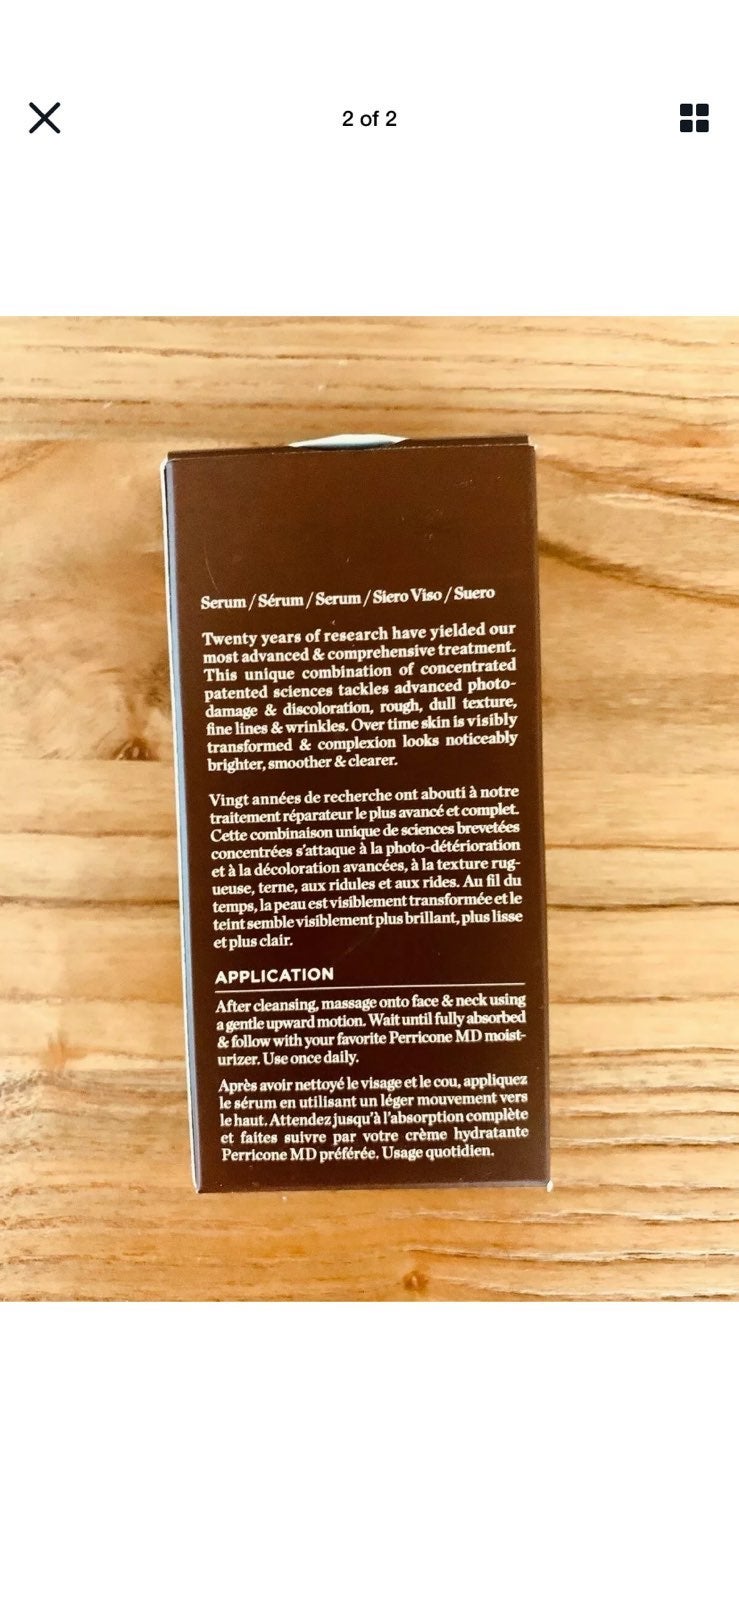 2 of 2
Serum / Sérum / Serum / Siero Viso / Suero
Twenty years of research have yielded our
most advanced & comprehensive treatment.
This unique combination of concentrated
patented sciences tackles advanced photo-
damage & discoloration, rough, dull texture,
fine lines & wrinkles. Over time skin is visibly
transformed & complexion looks noticeably
brighter, smoother & clearer.
Vingt années de recherche ont abouti à notre
traitement réparateur le plus avancé et complet.
Cette combinaison unique de sciences brevetées
concentrées s'attaque à la photo-détérioration
et à la décoloration avancées, à la texture rug-
ueuse, terne, aux ridules et aux rides. Au fil du
temps, la peau est visiblement transformée et le
teint semble visiblement plus brillant, plus lisse
et plus clair.
APPLICATION
After cleansing, massage onto face & neck using
a gentle upward motion. Wait until fully absorbed
& follow with your favorite Perricone MD moist-
urizer. Use once daily.
Après avoir nettoyé le visage et le cou, appliquez
le sérum en utilisant un léger mouvement vers
le haut. Attendez jusqu'à l'absorption complète
et faites suivre par votre crème hydratante
Perricone MD préférée. Usage quotidien.